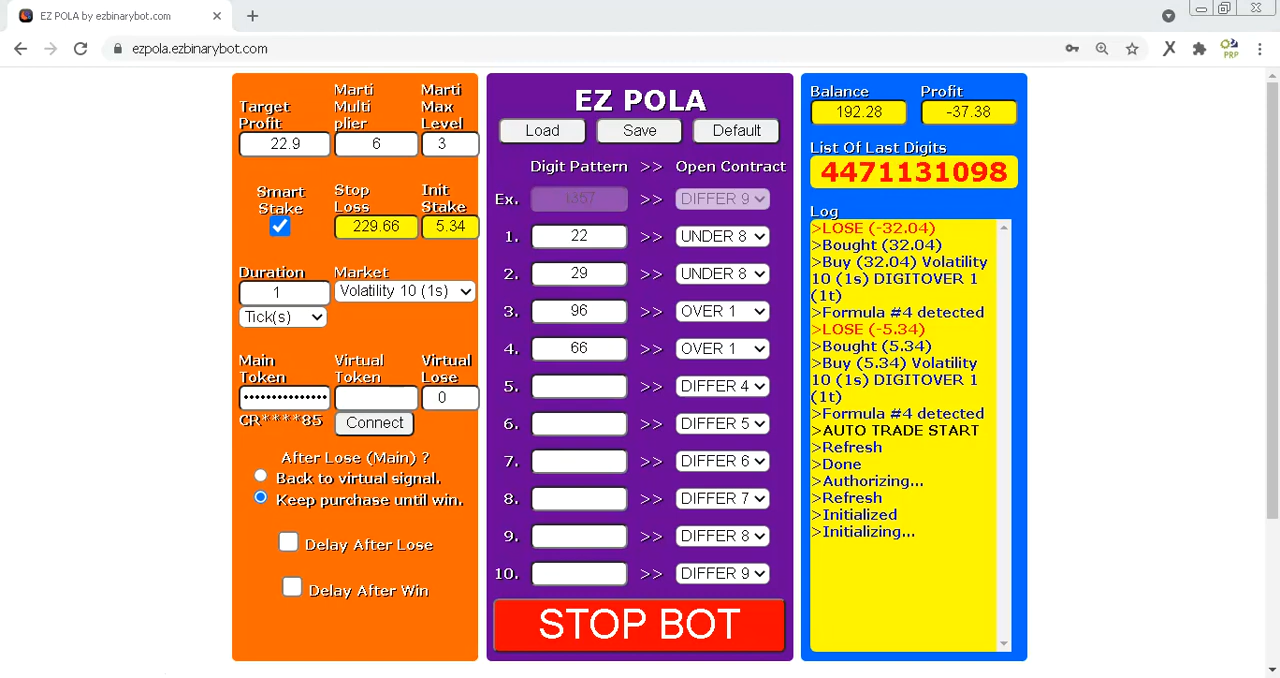 EZ POLA by ezbinarybot.com
ezpola.ezbinarybot.com
PRP
Target Profit
22.9
Marti Multi plier
6
Marti Max Level
3
Smart Stake
Stop Loss
229.66
Init Stake
5.34
Duration
1
Tick(s)
Market
Volatility 10 (1s)
Main Token
CR****85
Virtual Token
Connect
Virtual Lose
0
After Lose (Main) ?
Back to virtual signal.
Keep purchase until win.
Delay After Lose
Delay After Win
EZ POLA
Load Save Default
Digit Pattern >> Open Contract
Ex. 1357 >> DIFFER 9
1. 22 >> UNDER 8
2. 29 >> UNDER 8
3. 96 >> OVER 1
4. 66 >> OVER 1
5. >> DIFFER 4
6. >> DIFFER 5
7. >> DIFFER 6
8. >> DIFFER 7
9. >> DIFFER 8
10. >> DIFFER 9
STOP BOT
Balance Profit
192.28 -37.38
List Of Last Digits
4471131098
Log
>LOSE (-32.04)
>Bought (32.04)
>Buy (32.04) Volatility
10 (1s) DIGITOVER 1
(1t)
>Formula #4 detected
>LOSE (-5.34)
>Bought (5.34)
>Buy (5.34) Volatility
10 (1s) DIGITOVER 1
(1t)
>Formula #4 detected
>AUTO TRADE START
>Refresh
>Done
>Authorizing...
>Refresh
>Initialized
>Initializing...